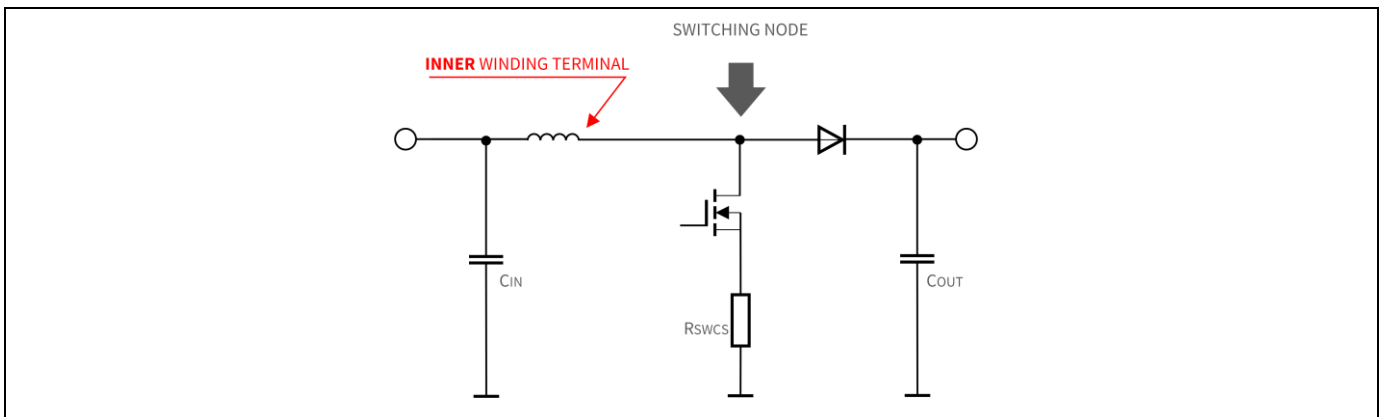 SWITCHING NODE
INNER WINDING TERMINAL
CIN
COUT
RSWCS